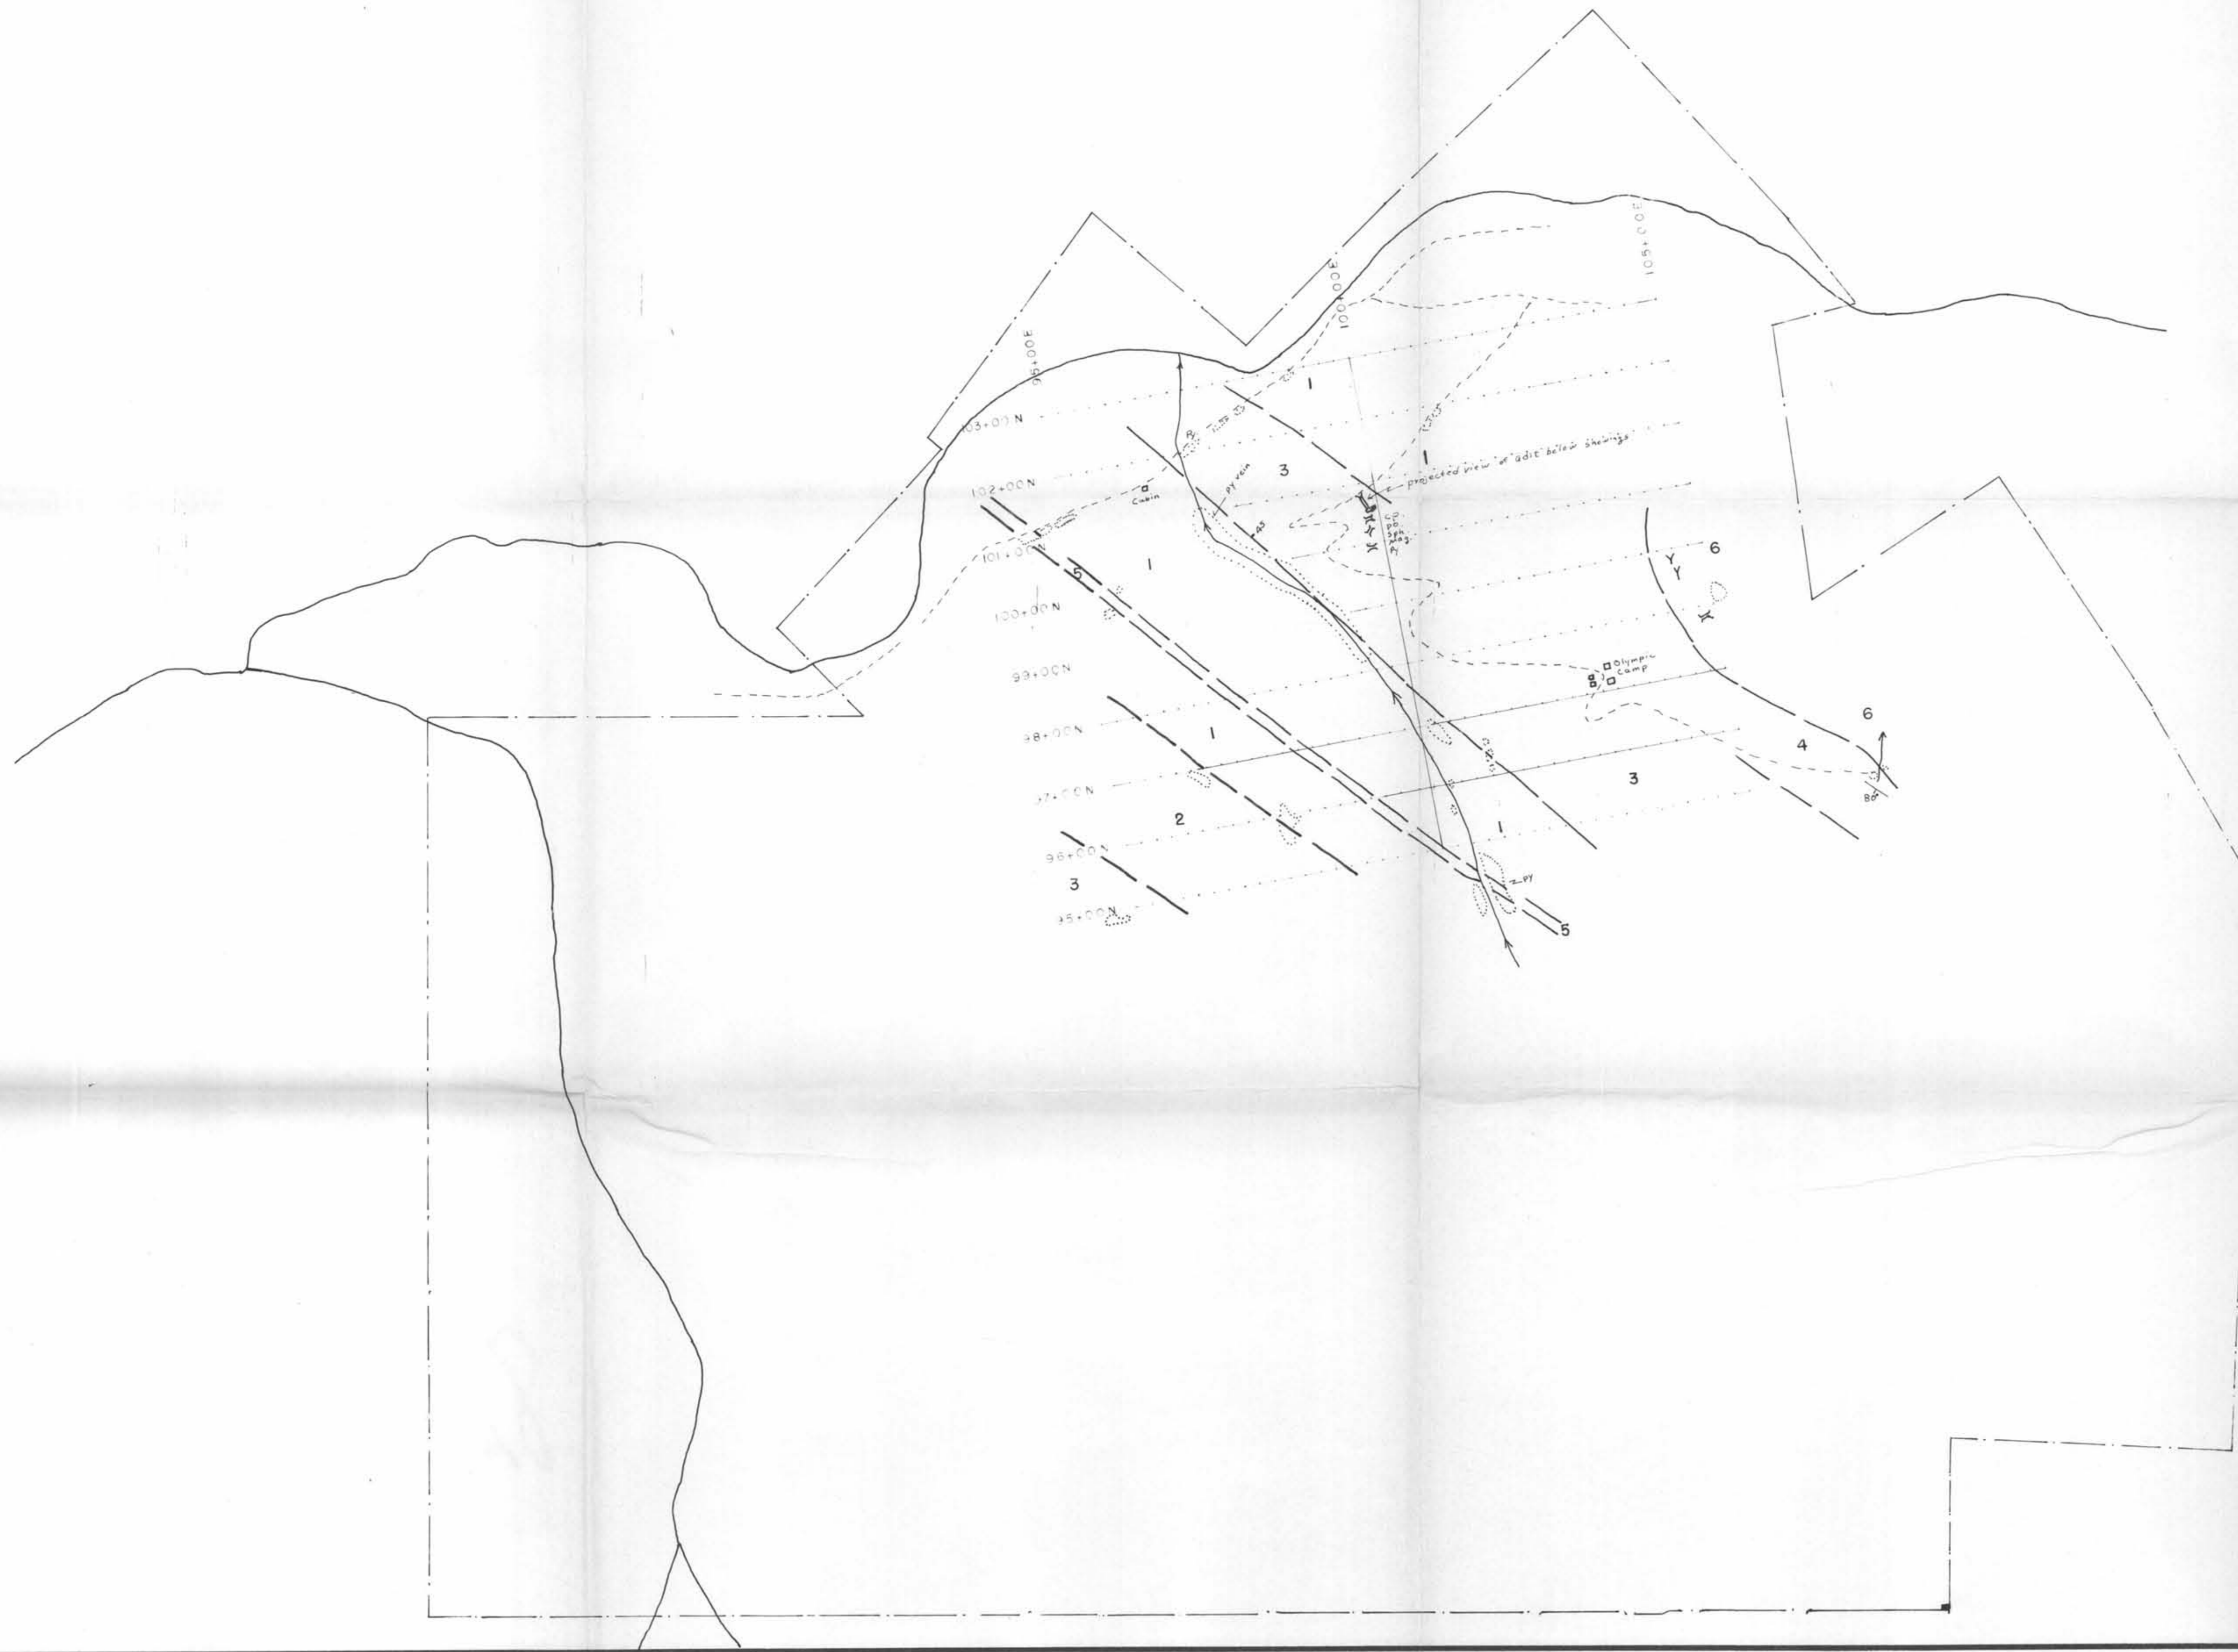 105+00E
100+00E
95+00E
1
103+00N
3
1
projected view of adit below showings
102+00N
Cabin
py vein
45
Cp
po
sph
Mag.
Py
101+00N
1
5
6
Y
Y
100+00N
Olympic
Camp
99+00N
98+00N
1
6
4
3
97+00N
80°
2
1
96+00N
3
py
95+00N
5